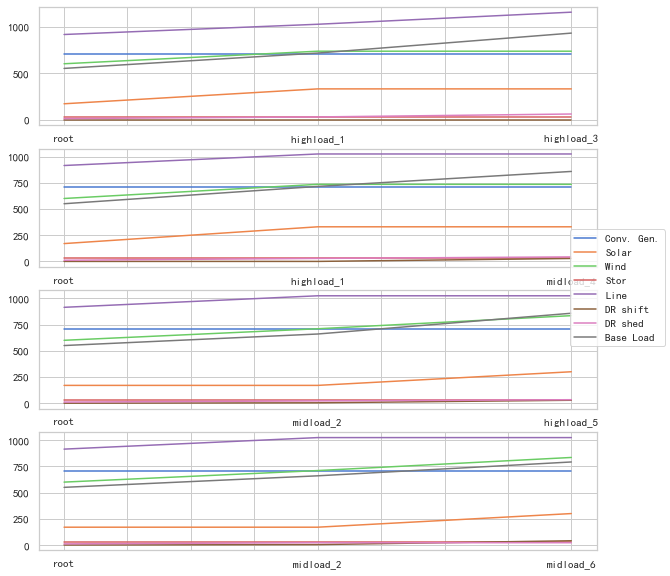 1000
500
0
root highload_1 highload_3
1000
750
500
250
0
root highload_1 midload_4
Conv. Gen.
Solar
Wind
Stor
Line
DR shift
DR shed
Base Load
1000
750
500
250
0
root midload_2 highload_5
1000
750
500
250
0
root midload_2 midload_6